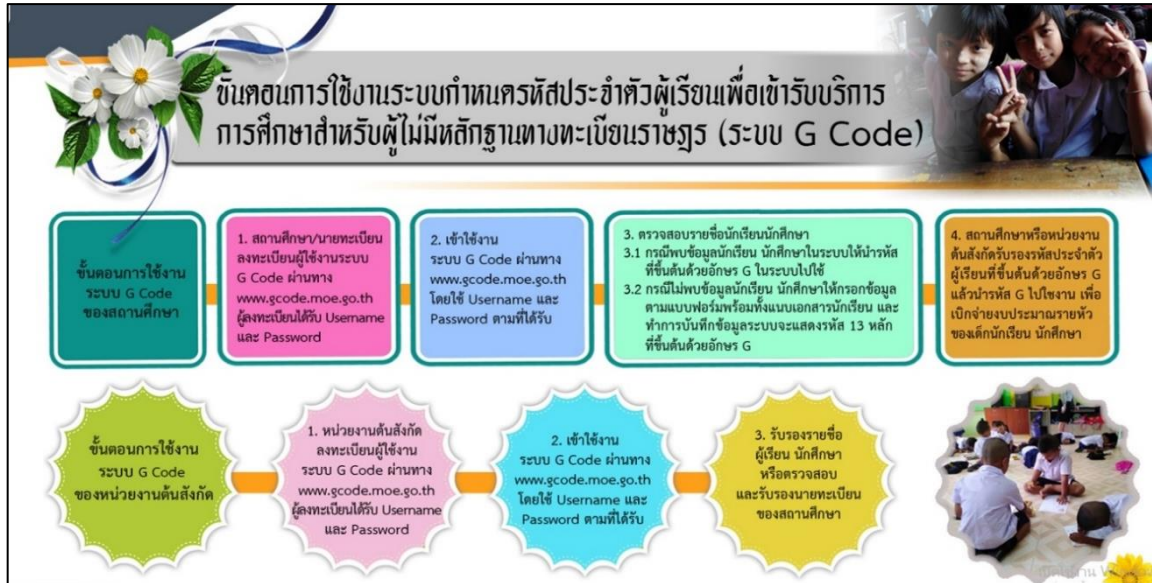 ขั้นตอนการใช้งานระบบกำหนดรหัสประจำตัวผู้เรียนเพื่อเข้ารับบริการ
การศึกษาสำหรับผู้ไม่มีหลักฐานทางทะเบียนราษฎร (ระบบ G Code)
ขั้นตอนการใช้งาน
ระบบ G Code
ของสถานศึกษา
1. สถานศึกษา/นายทะเบียน
ลงทะเบียนผู้ใช้งานระบบ
G Code ผ่านทาง
www.gcode.moe.go.th
ผู้ลงทะเบียนได้รับ Username
และ Password
2. เข้าใช้งาน
ระบบ G Code ผ่านทาง
www.gcode.moe.go.th
โดยใช้ Username และ
Password ตามที่ได้รับ
3. ตรวจสอบรายชื่อนักเรียนนักศึกษา
3.1 กรณีพบข้อมูลนักเรียน นักศึกษาในระบบให้นำรหัส
ที่ขึ้นต้นด้วยอักษร G ในระบบไปใช้
3.2 กรณีไม่พบข้อมูลนักเรียน นักศึกษาให้กรอกข้อมูล
ตามแบบฟอร์มพร้อมทั้งแนบเอกสารนักเรียน และ
ทำการบันทึกข้อมูลระบบจะแสดงรหัส 13 หลัก
ที่ขึ้นต้นด้วยอักษร G
4. สถานศึกษาหรือหน่วยงาน
ต้นสังกัดรับรองรหัสประจำตัว
ผู้เรียนที่ขึ้นต้นด้วยอักษร G
แล้วนำรหัส G ไปใช้งาน เพื่อ
เบิกจ่ายงบประมาณรายหัว
ของเด็กนักเรียน นักศึกษา
ขั้นตอนการใช้งาน
ระบบ G Code
ของหน่วยงานต้นสังกัด
1. หน่วยงานต้นสังกัด
ลงทะเบียนผู้ใช้งาน
ระบบ G Code ผ่านทาง
www.gcode.moe.go.th
ผู้ลงทะเบียนได้รับ Username
และ Password
2. เข้าใช้งาน
ระบบ G Code ผ่านทาง
www.gcode.moe.go.th
โดยใช้ Username และ
Password ตามที่ได้รับ
3. รับรองรายชื่อ
ผู้เรียน นักศึกษา
หรือตรวจสอบ
และรับรองนายทะเบียน
ของสถานศึกษา